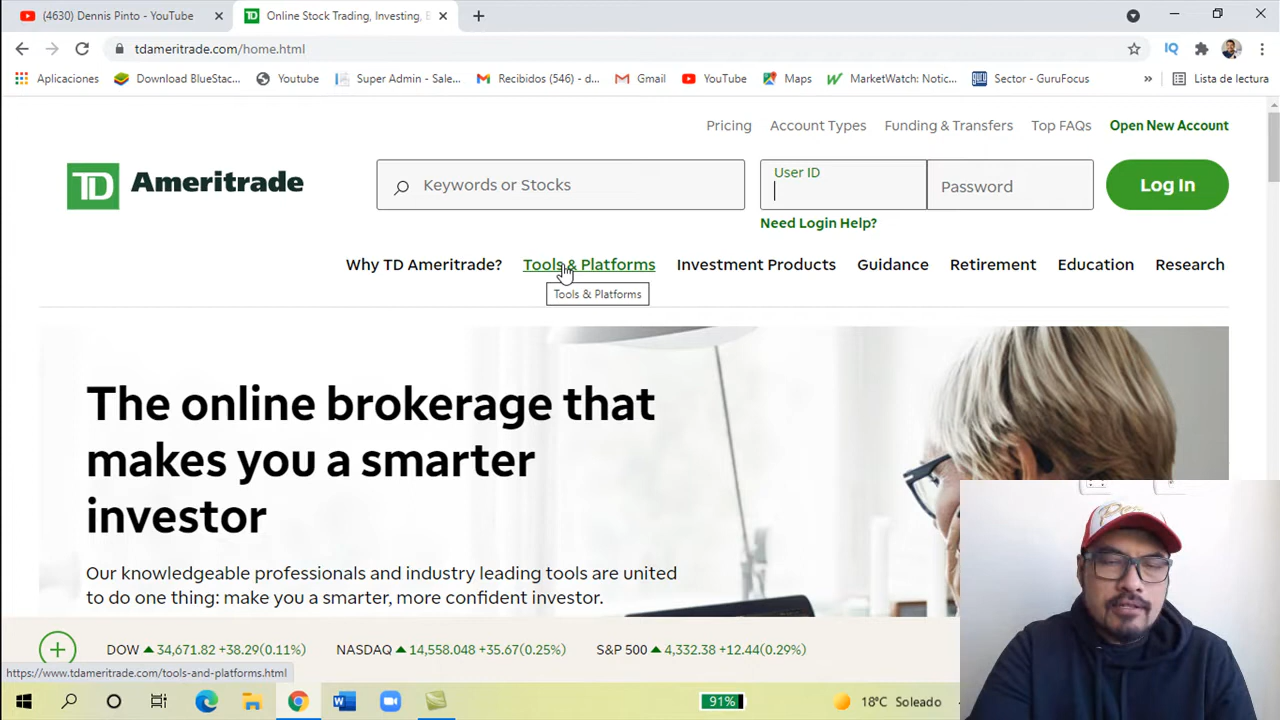 (4630) Dennis Pinto - YouTube
Online Stock Trading, Investing,
tdameritrade.com/home.html
IQ
Aplicaciones
Download BlueStac...
Youtube
Super Admin - Sale...
Recibidos (546) - d...
Gmail
YouTube
Maps
MarketWatch: Notic...
Sector - GuruFocus
»
Lista de lectura
Pricing
Account Types
Funding & Transfers
Top FAQs
Open New Account
TD Ameritrade
Keywords or Stocks
User ID
Password
Log In
Need Login Help?
Why TD Ameritrade?
Tools & Platforms
Investment Products
Guidance
Retirement
Education
Research
Tools & Platforms
The online brokerage that
makes you a smarter
investor
Our knowledgeable professionals and industry leading tools are united
to do one thing: make you a smarter, more confident investor.
DOW 34,671.82 +38.29(0.11%)
NASDAQ 14,558.048 +35.67(0.25%)
S&P 500 4,332.38 +12.44(0.29%)
https://www.tdameritrade.com/tools-and-platforms.html
91%
18°C Soleado